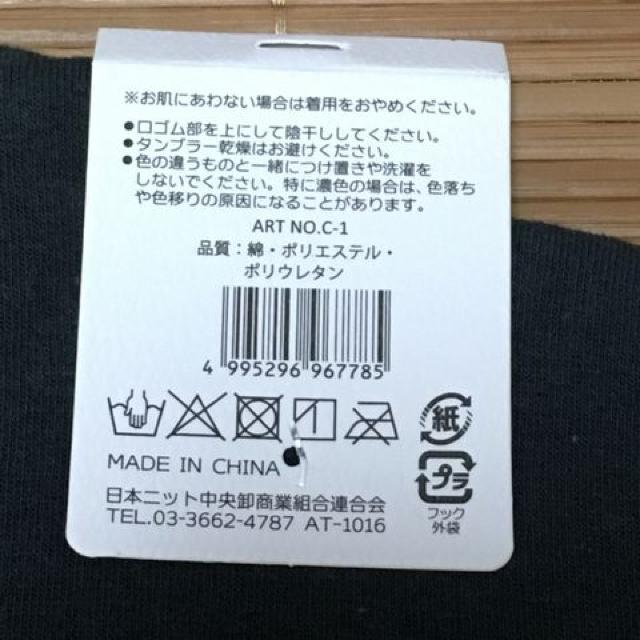 ※お肌にあわない場合は着用をおやめください。
●口ゴム部を上にして陰干ししてください。
●タンブラー乾燥はお避けください。
●色の違うものと一緒につけ置きや洗濯を
しないでください。特に濃色の場合は、色落ち
や色移りの原因になることがあります。
ART NO.C-1
品質：綿・ポリエステル・
ポリウレタン
4 995296 967785
紙
プラ
フック
外袋
MADE IN CHINA
日本ニット中央卸商業組合連合会
TEL.03-3662-4787 AT-1016